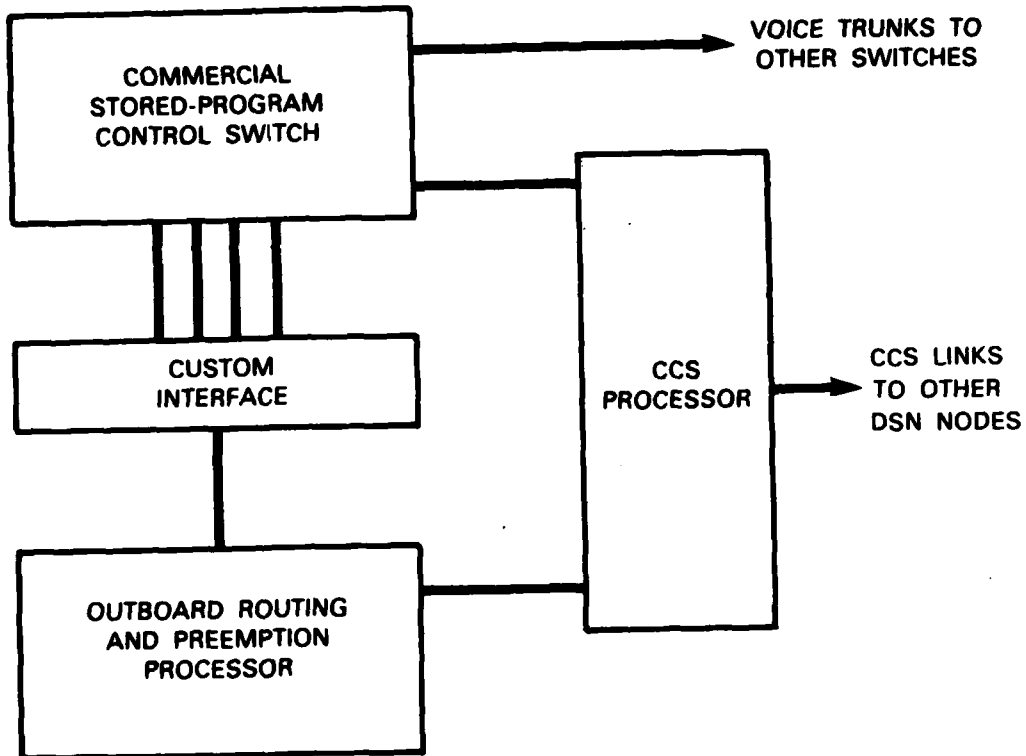 COMMERCIAL
STORED-PROGRAM
CONTROL SWITCH
VOICE TRUNKS TO
OTHER SWITCHES
CUSTOM
INTERFACE
CCS
PROCESSOR
CCS LINKS
TO OTHER
DSN NODES
OUTBOARD ROUTING
AND PREEMPTION
PROCESSOR